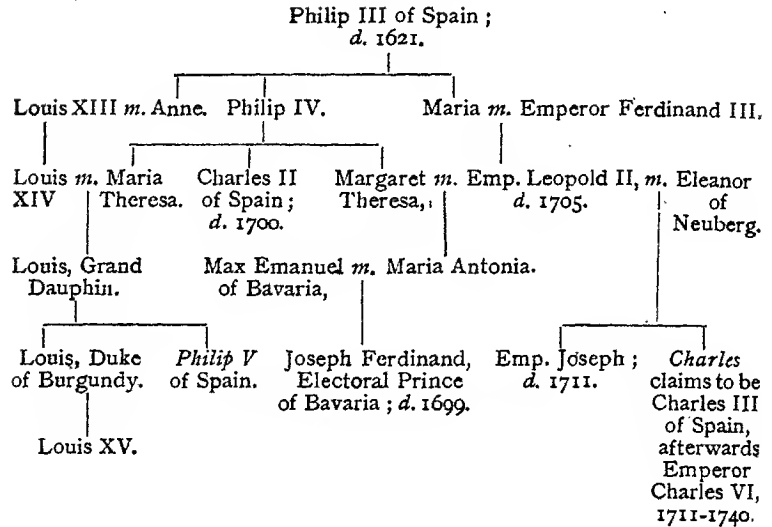 Philip III of Spain ;
d. 1621.
Louis XIII m. Anne. Philip IV. Maria m. Emperor Ferdinand III.
Louis m. Maria Charles II Margaret m. Emp. Leopold II, m. Eleanor
XIV Theresa. of Spain ; Theresa, d. 1705. of
d. 1700. Neuberg.
Louis, Grand Max Emanuel m. Maria Antonia.
Dauphin. of Bavaria,
Louis, Duke Philip V Joseph Ferdinand, Emp. Joseph ; Charles
of Burgundy. of Spain. Electoral Prince d. 1711. claims to be
of Bavaria ; d. 1699. Charles III
Louis XV. of Spain,
afterwards
Emperor
Charles VI,
1711-1740.